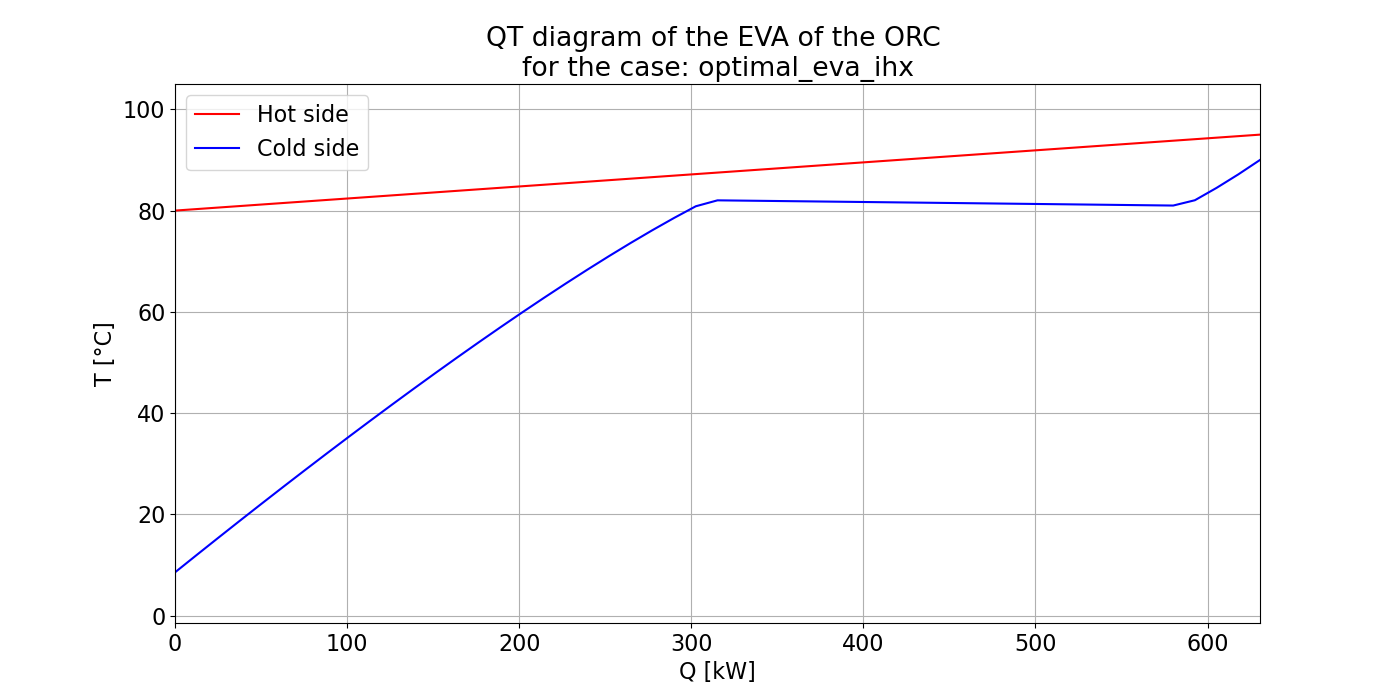 QT diagram of the EVA of the ORC
for the case: optimal_eva_ihx
Hot side
Cold side
100
80
60
40
20
0
T [°C]
0 100 200 300 400 500 600
Q [kW]